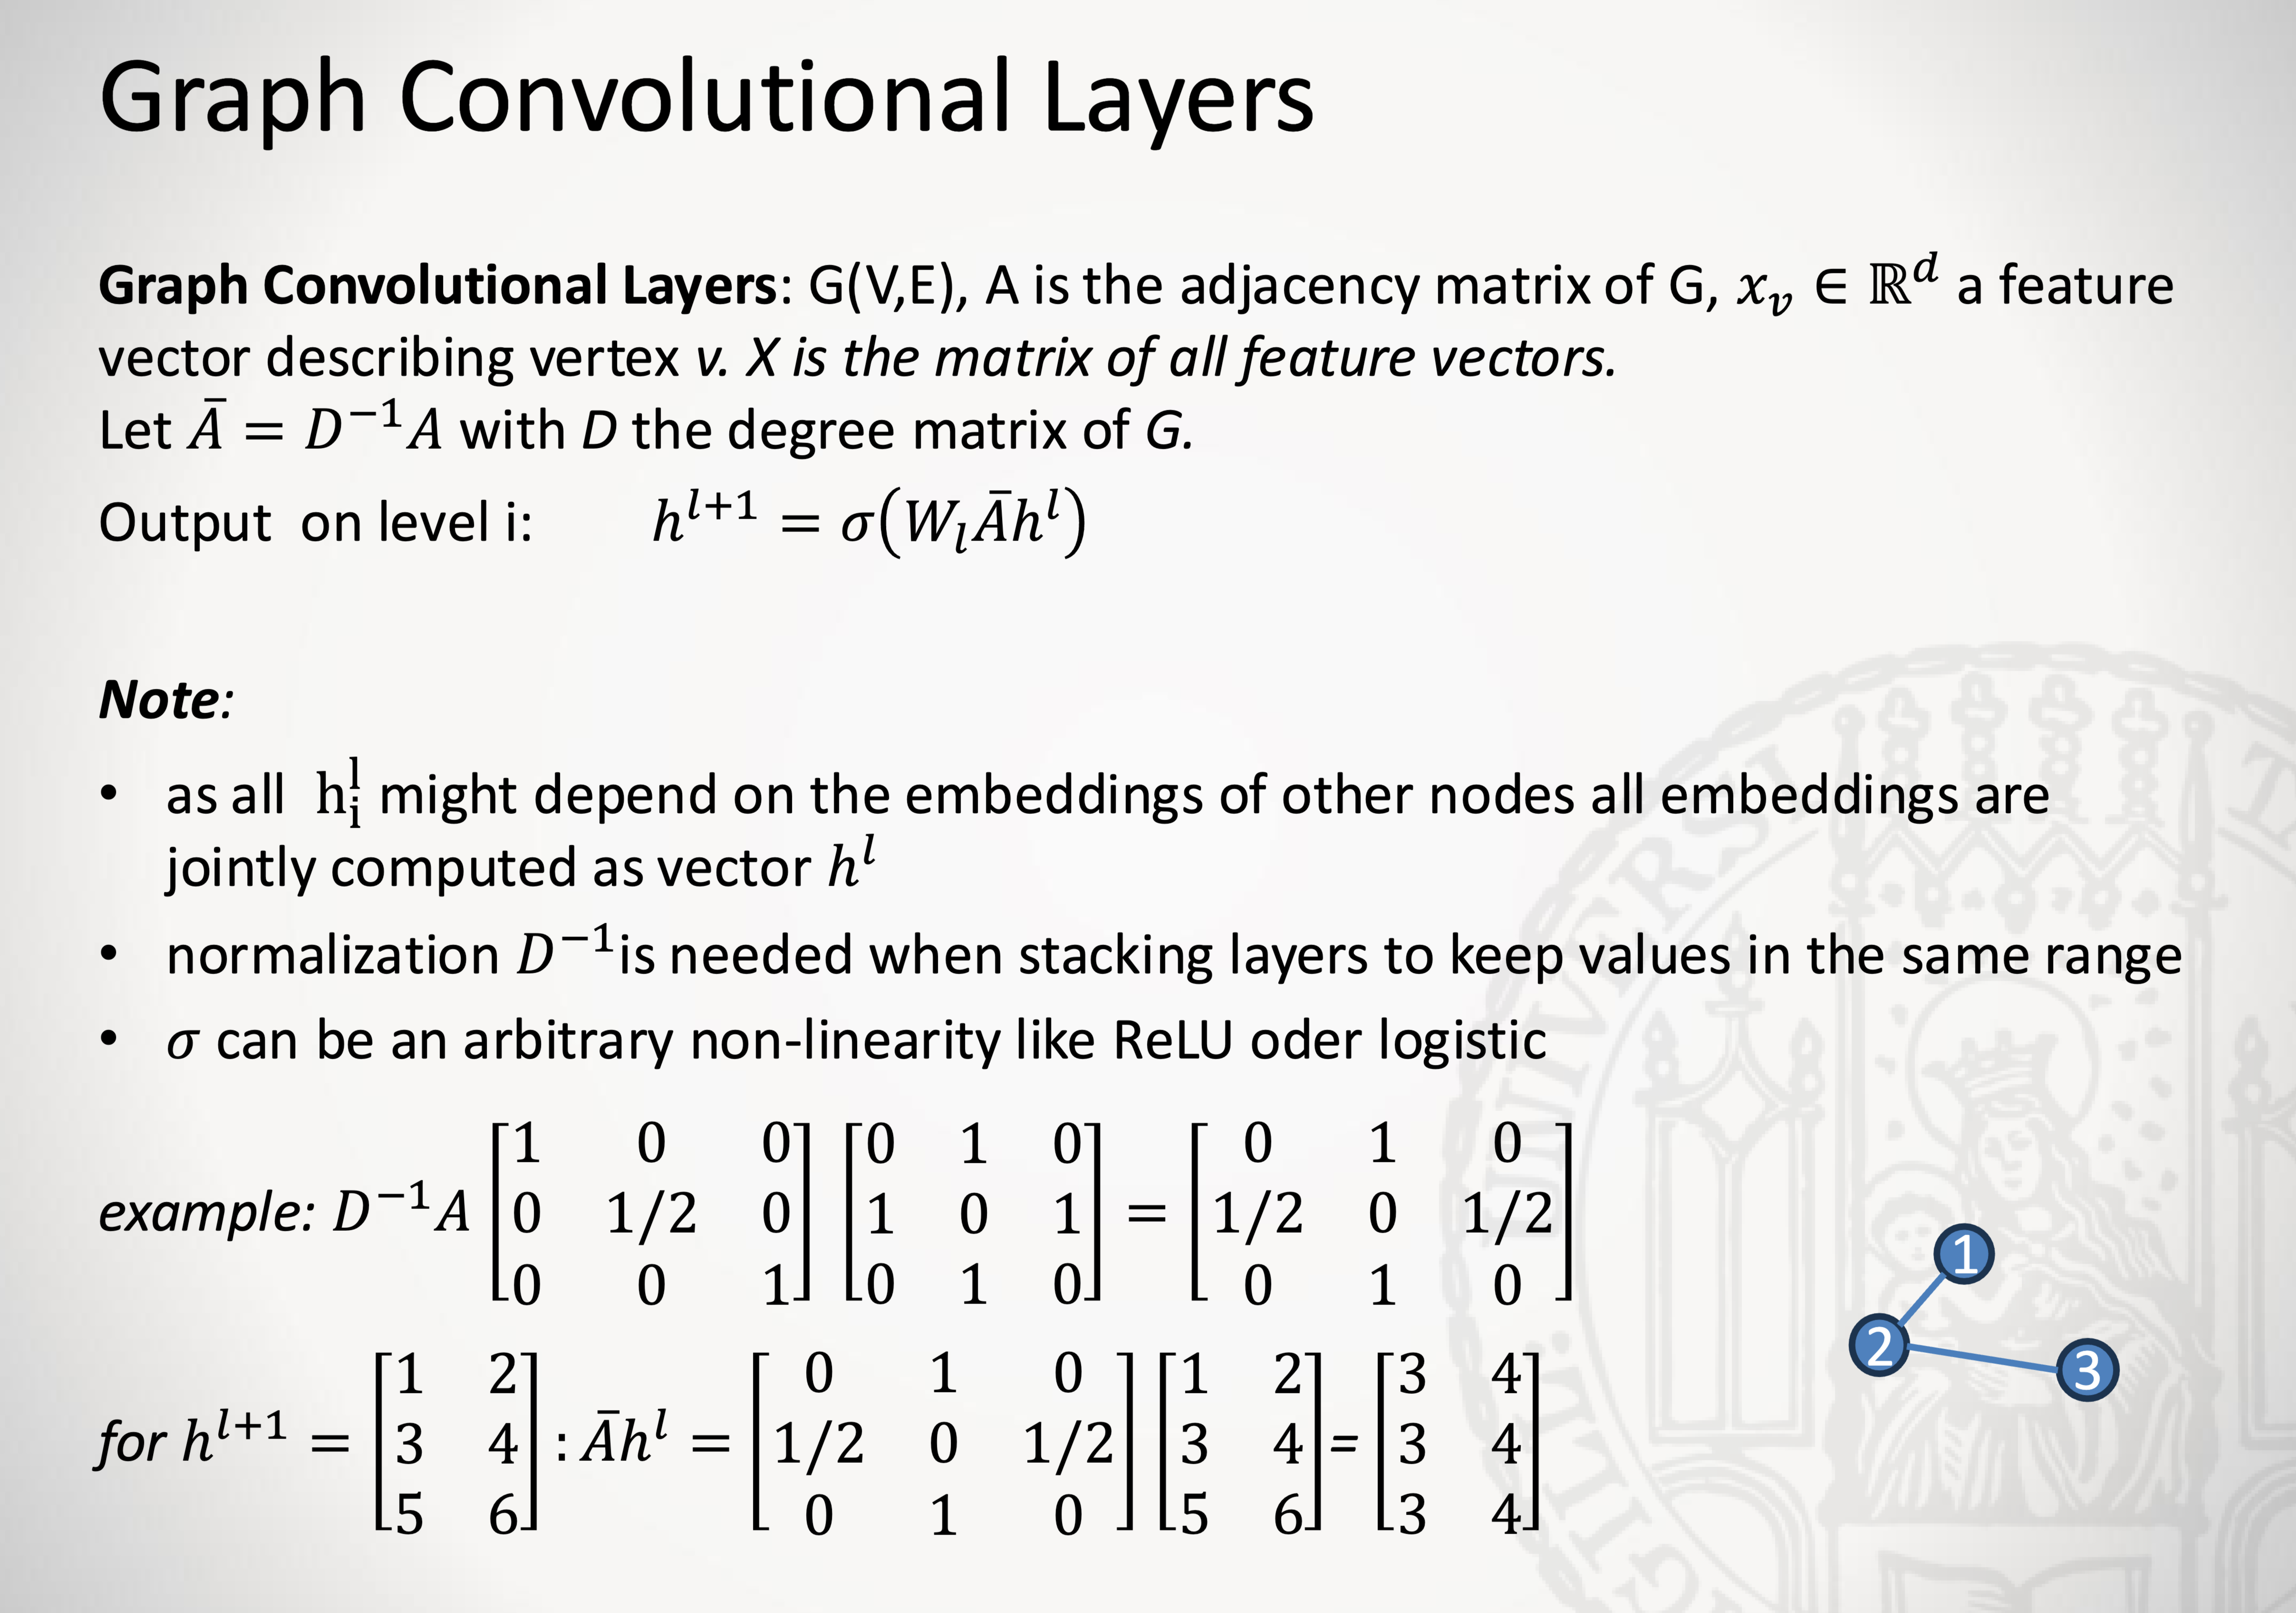 Graph Convolutional Layers
Graph Convolutional Layers: G(V,E), A is the adjacency matrix of G, $x_v \in \mathbb{R}^d$ a feature
vector describing vertex v. X is the matrix of all feature vectors.
Let $\bar{A} = D^{-1}A$ with D the degree matrix of G.
Output on level i: $h^{l+1} = \sigma(W_l \bar{A} h^l)$
Note:
• as all $h_i^l$ might depend on the embeddings of other nodes all embeddings are
jointly computed as vector $h^l$
• normalization $D^{-1}$is needed when stacking layers to keep values in the same range
• $\sigma$ can be an arbitrary non-linearity like ReLU oder logistic
example: $D^{-1}A \begin{bmatrix} 1 & 0 & 0 \\ 0 & 1/2 & 0 \\ 0 & 0 & 1 \end{bmatrix} \begin{bmatrix} 0 & 1 & 0 \\ 1 & 0 & 1 \\ 0 & 1 & 0 \end{bmatrix} = \begin{bmatrix} 0 & 1 & 0 \\ 1/2 & 0 & 1/2 \\ 0 & 1 & 0 \end{bmatrix}$
for $h^{l+1} = \begin{bmatrix} 1 & 2 \\ 3 & 4 \\ 5 & 6 \end{bmatrix} : \bar{A}h^l = \begin{bmatrix} 0 & 1 & 0 \\ 1/2 & 0 & 1/2 \\ 0 & 1 & 0 \end{bmatrix} \begin{bmatrix} 1 & 2 \\ 3 & 4 \\ 5 & 6 \end{bmatrix} = \begin{bmatrix} 3 & 4 \\ 3 & 4 \\ 3 & 4 \end{bmatrix}$
1
2
3
UNIVERSI